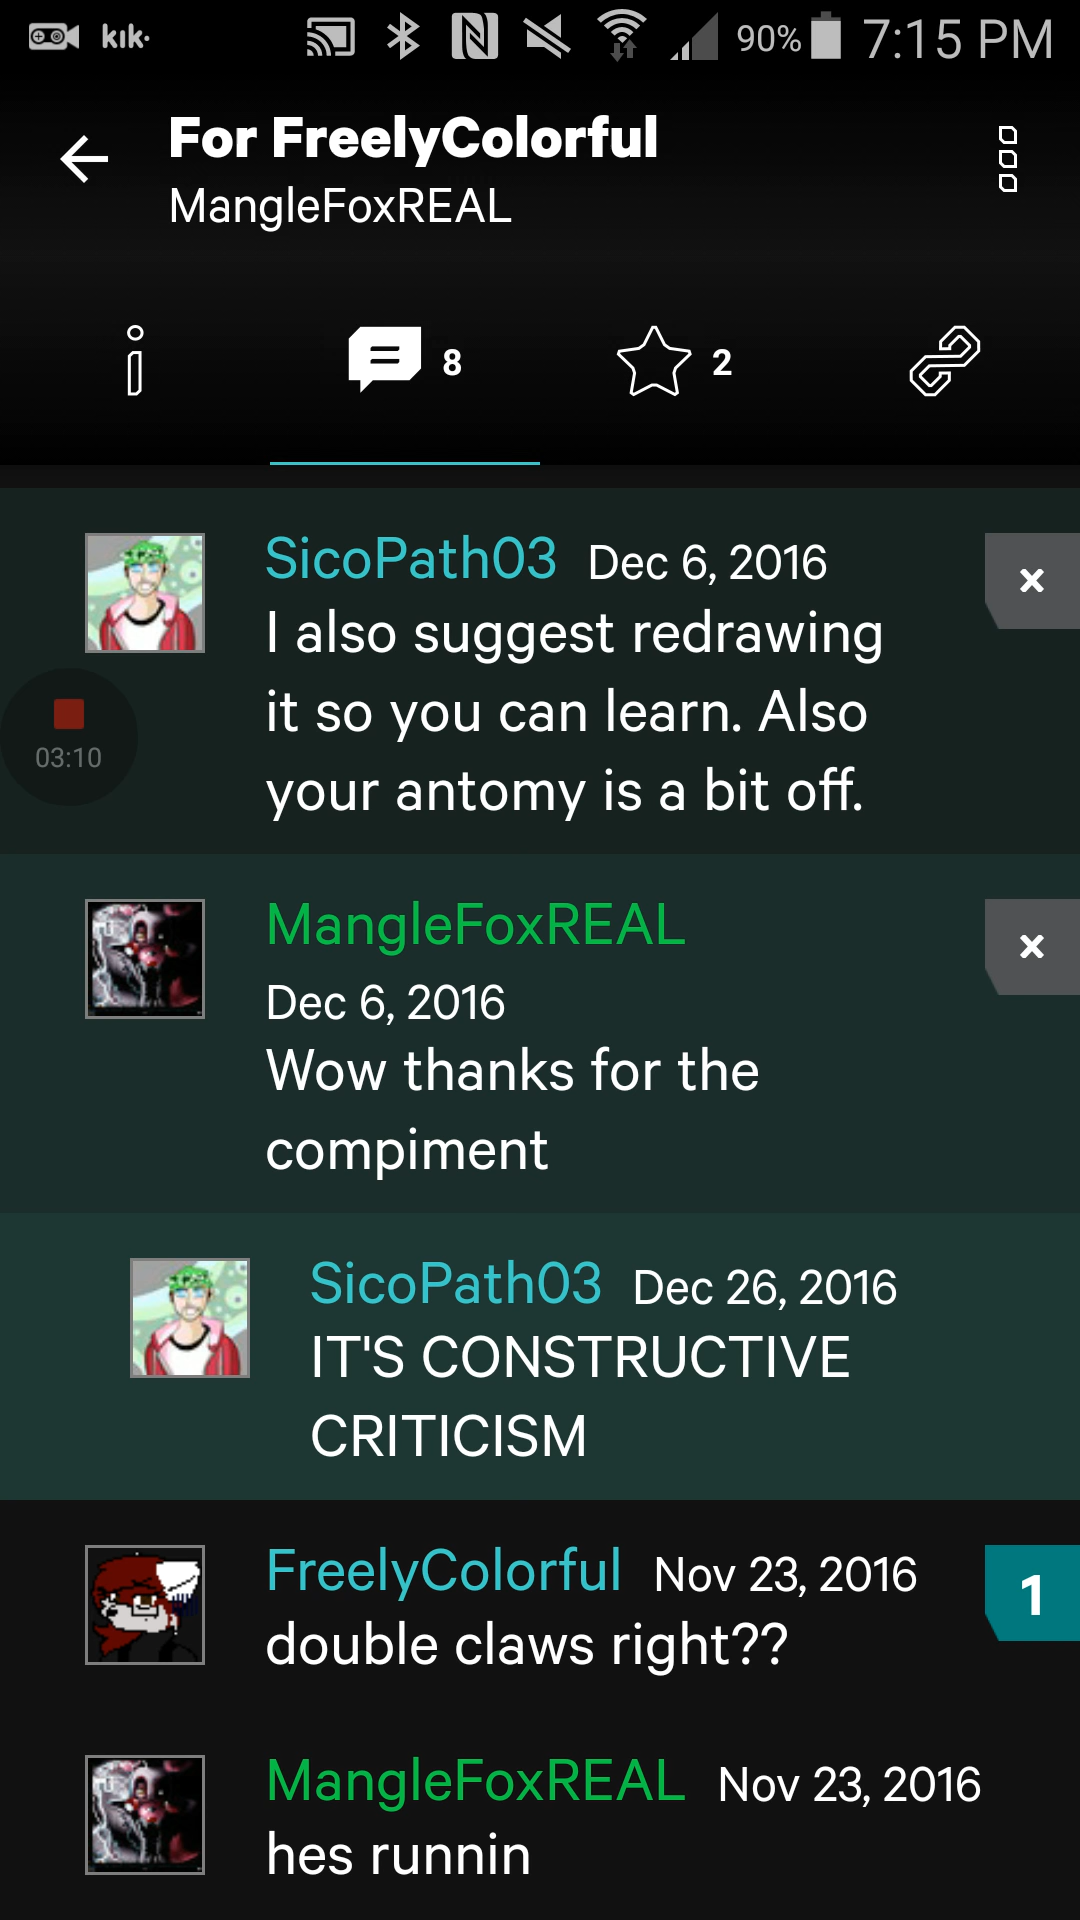 kik·
90%
7:15 PM
For FreelyColorful
MangleFoxREAL
8
2
SicoPath03 Dec 6, 2016
I also suggest redrawing
it so you can learn. Also
your antomy is a bit off.
03:10
MangleFoxREAL
Dec 6, 2016
Wow thanks for the
compiment
SicoPath03 Dec 26, 2016
IT'S CONSTRUCTIVE
CRITICISM
FreelyColorful Nov 23, 2016
1
double claws right??
MangleFoxREAL Nov 23, 2016
hes runnin